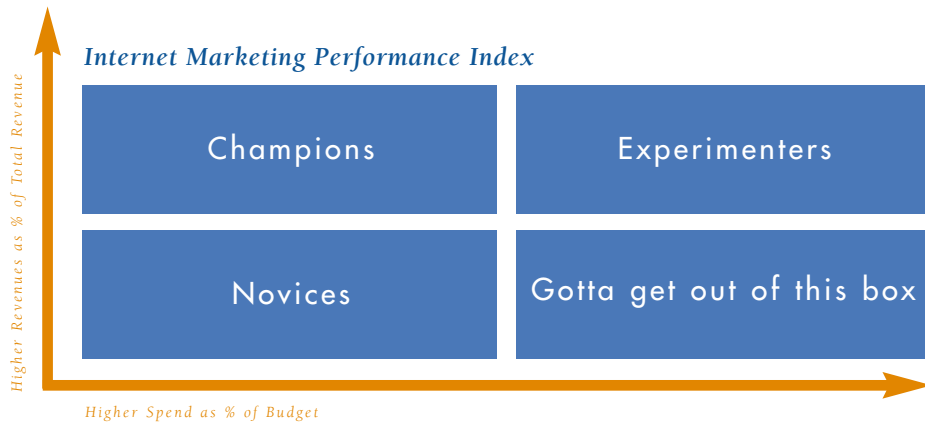 Internet Marketing Performance Index
Higher Revenues as % of Total Revenue
Champions
Experimenters
Novices
Gotta get out of this box
Higher Spend as % of Budget